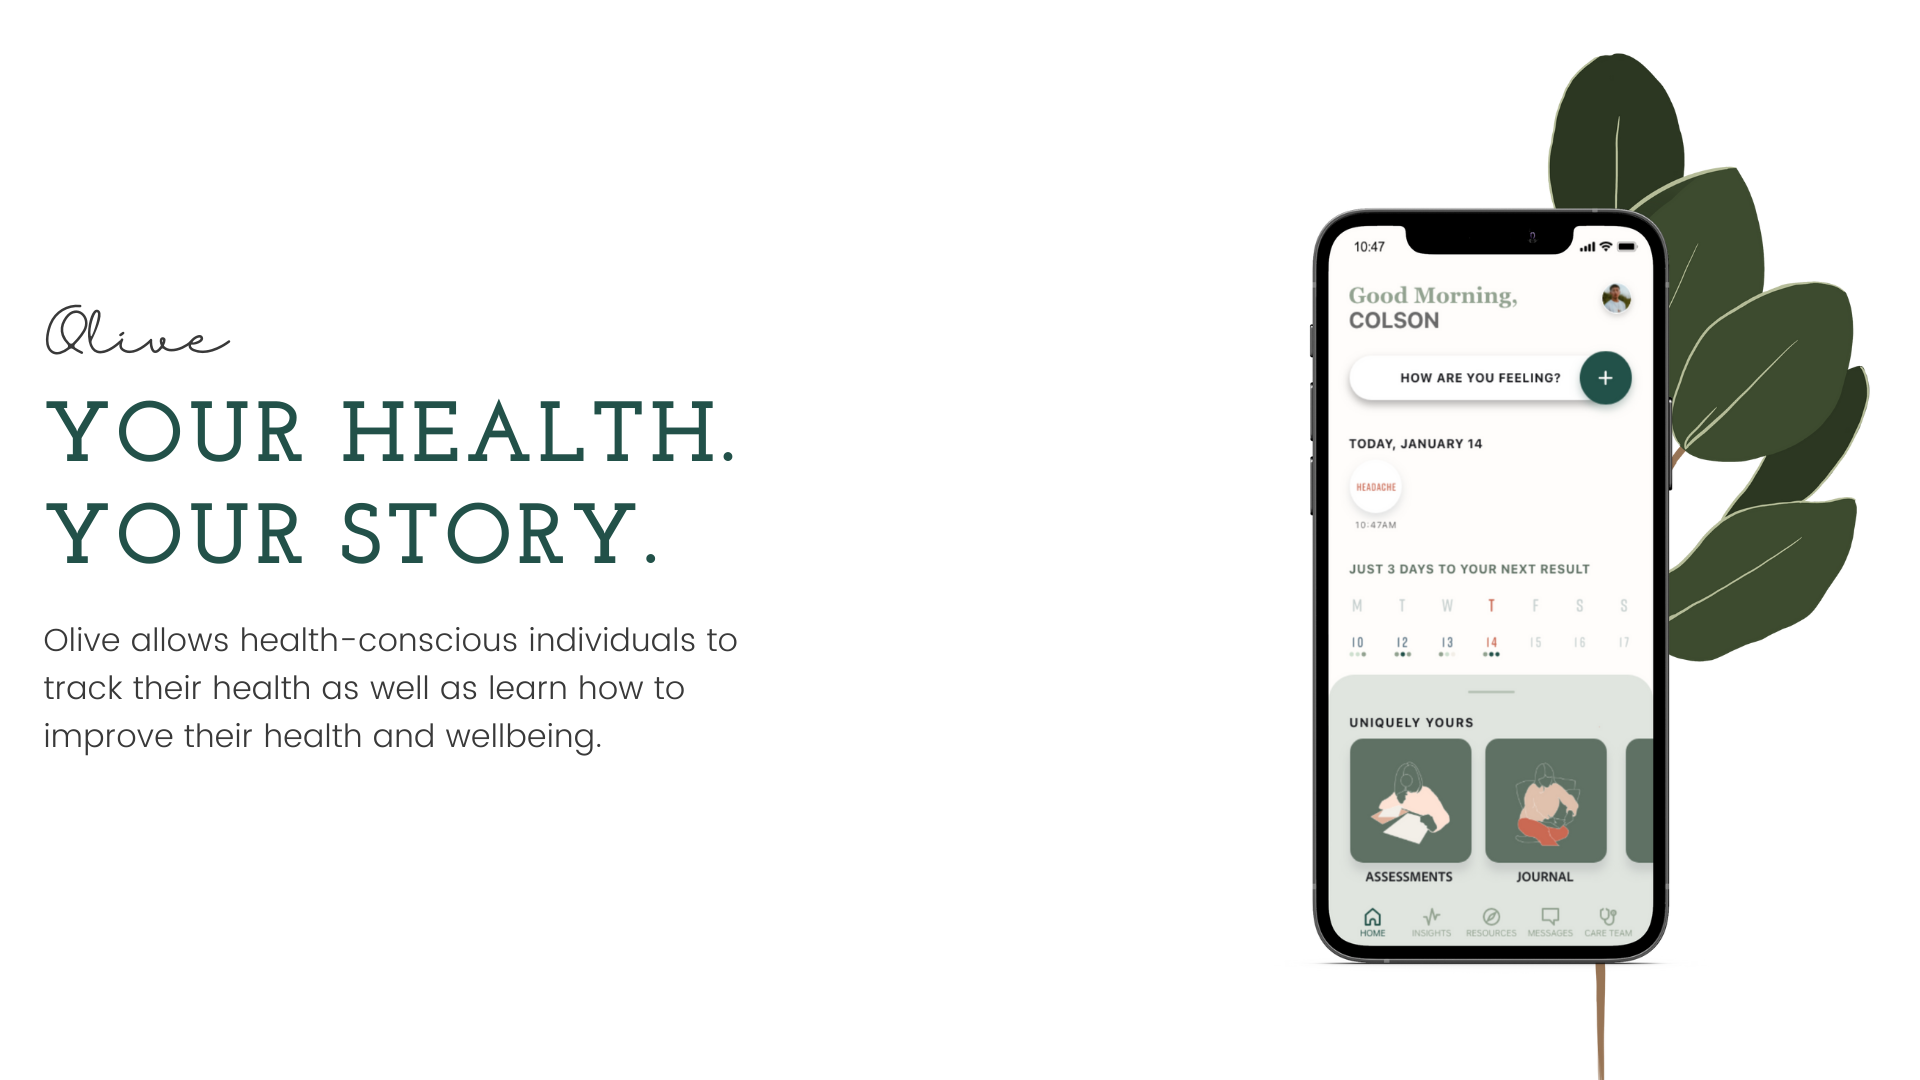 Olive
YOUR HEALTH.
YOUR STORY.
Olive allows health-conscious individuals to
track their health as well as learn how to
improve their health and wellbeing.
10:47
Good Morning,
COLSON
HOW ARE YOU FEELING?
+
TODAY, JANUARY 14
HEADACHE
10:47AM
JUST 3 DAYS TO YOUR NEXT RESULT
M T W T F S S
10 12 13 14 15 16 17
UNIQUELY YOURS
ASSESSMENTS JOURNAL
HOME INSIGHTS RESOURCES MESSAGES CARE TEAM